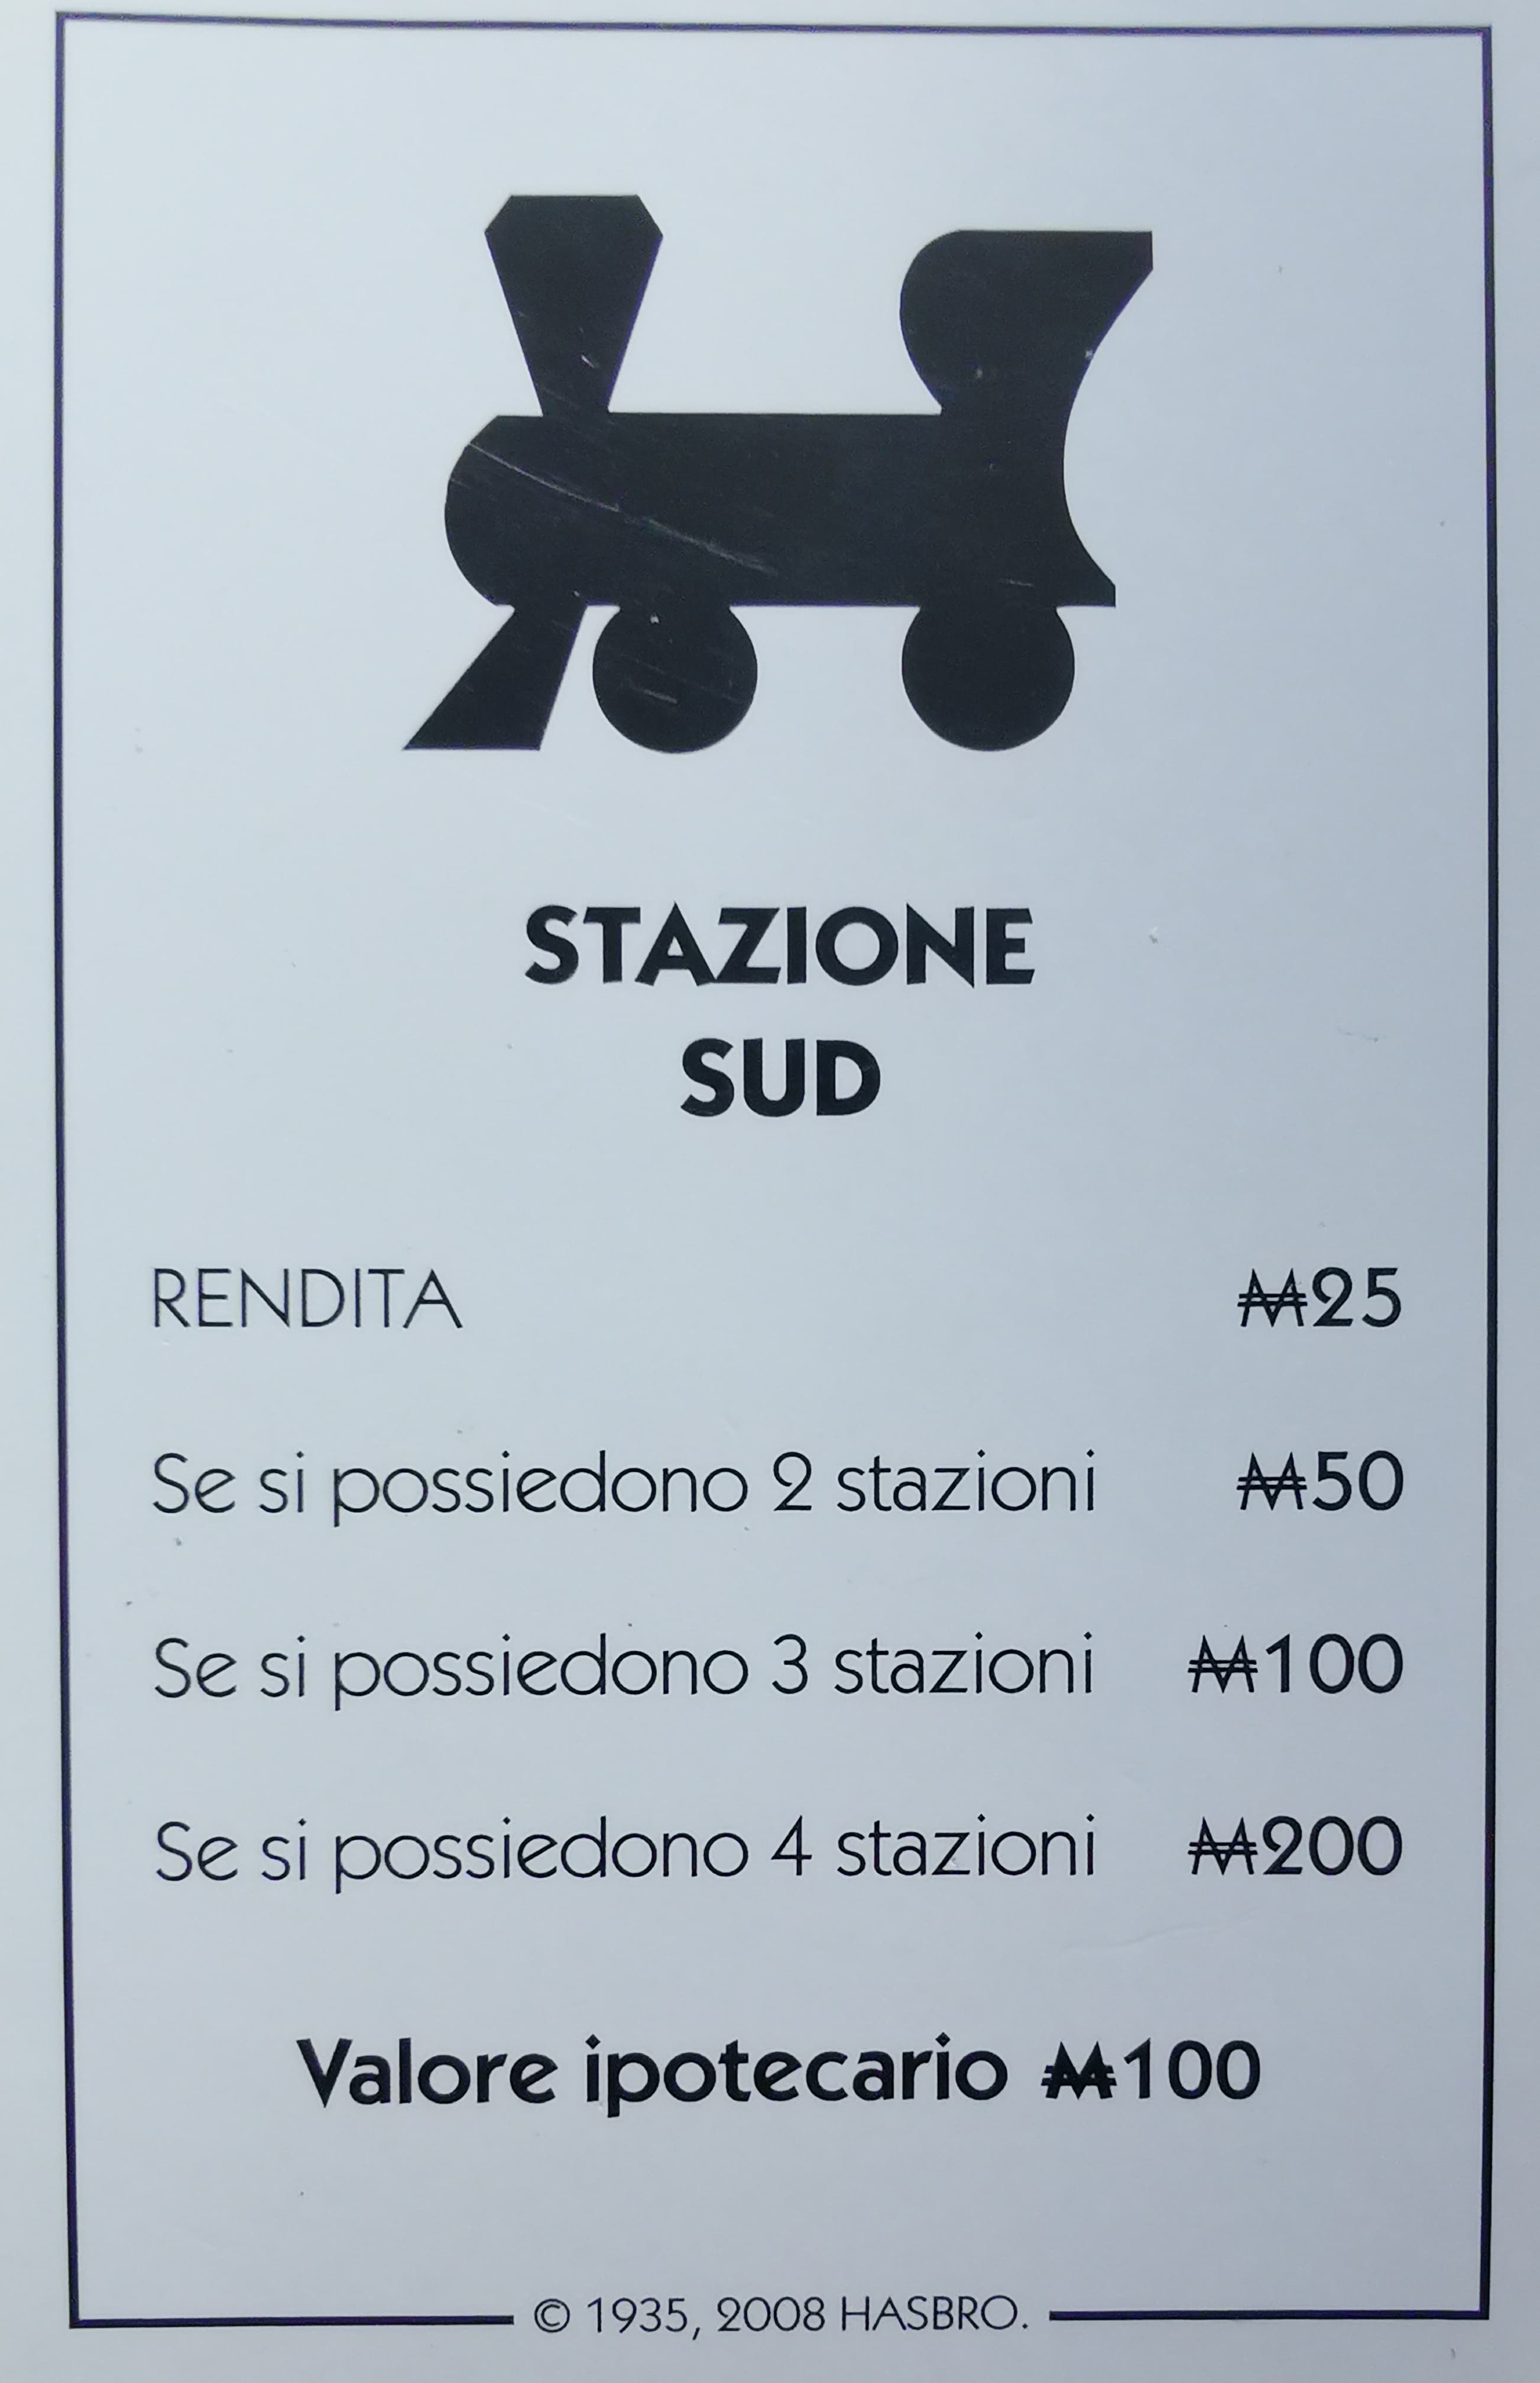 STAZIONE
SUD
RENDITA ₩25
Se si possiedono 2 stazioni ₩50
Se si possiedono 3 stazioni ₩100
Se si possiedono 4 stazioni ₩200
Valore ipotecario ₩100
© 1935, 2008 HASBRO.